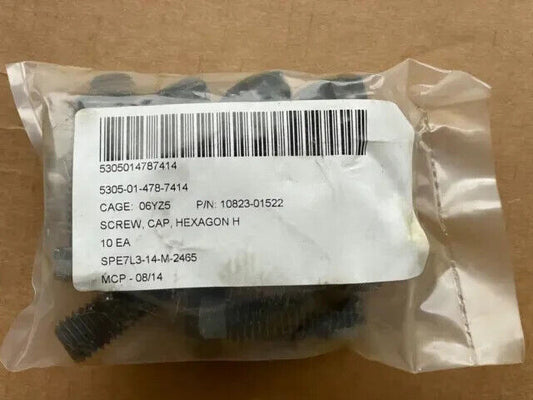 5305014787414
5305-01-478-7414
CAGE: 06YZ5 P/N: 10823-01522
SCREW, CAP, HEXAGON H
10 EA
SPE7L3-14-M-2465
MCP - 08/14